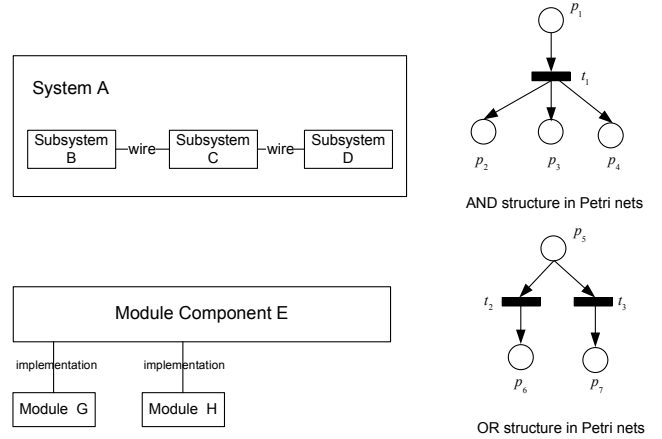 System A
Subsystem
B
wire
Subsystem
C
wire
Subsystem
D
p1
t1
p2
p3
p4
AND structure in Petri nets
Module Component E
implementation
implementation
Module G
Module H
p5
t2
t3
p6
p7
OR structure in Petri nets